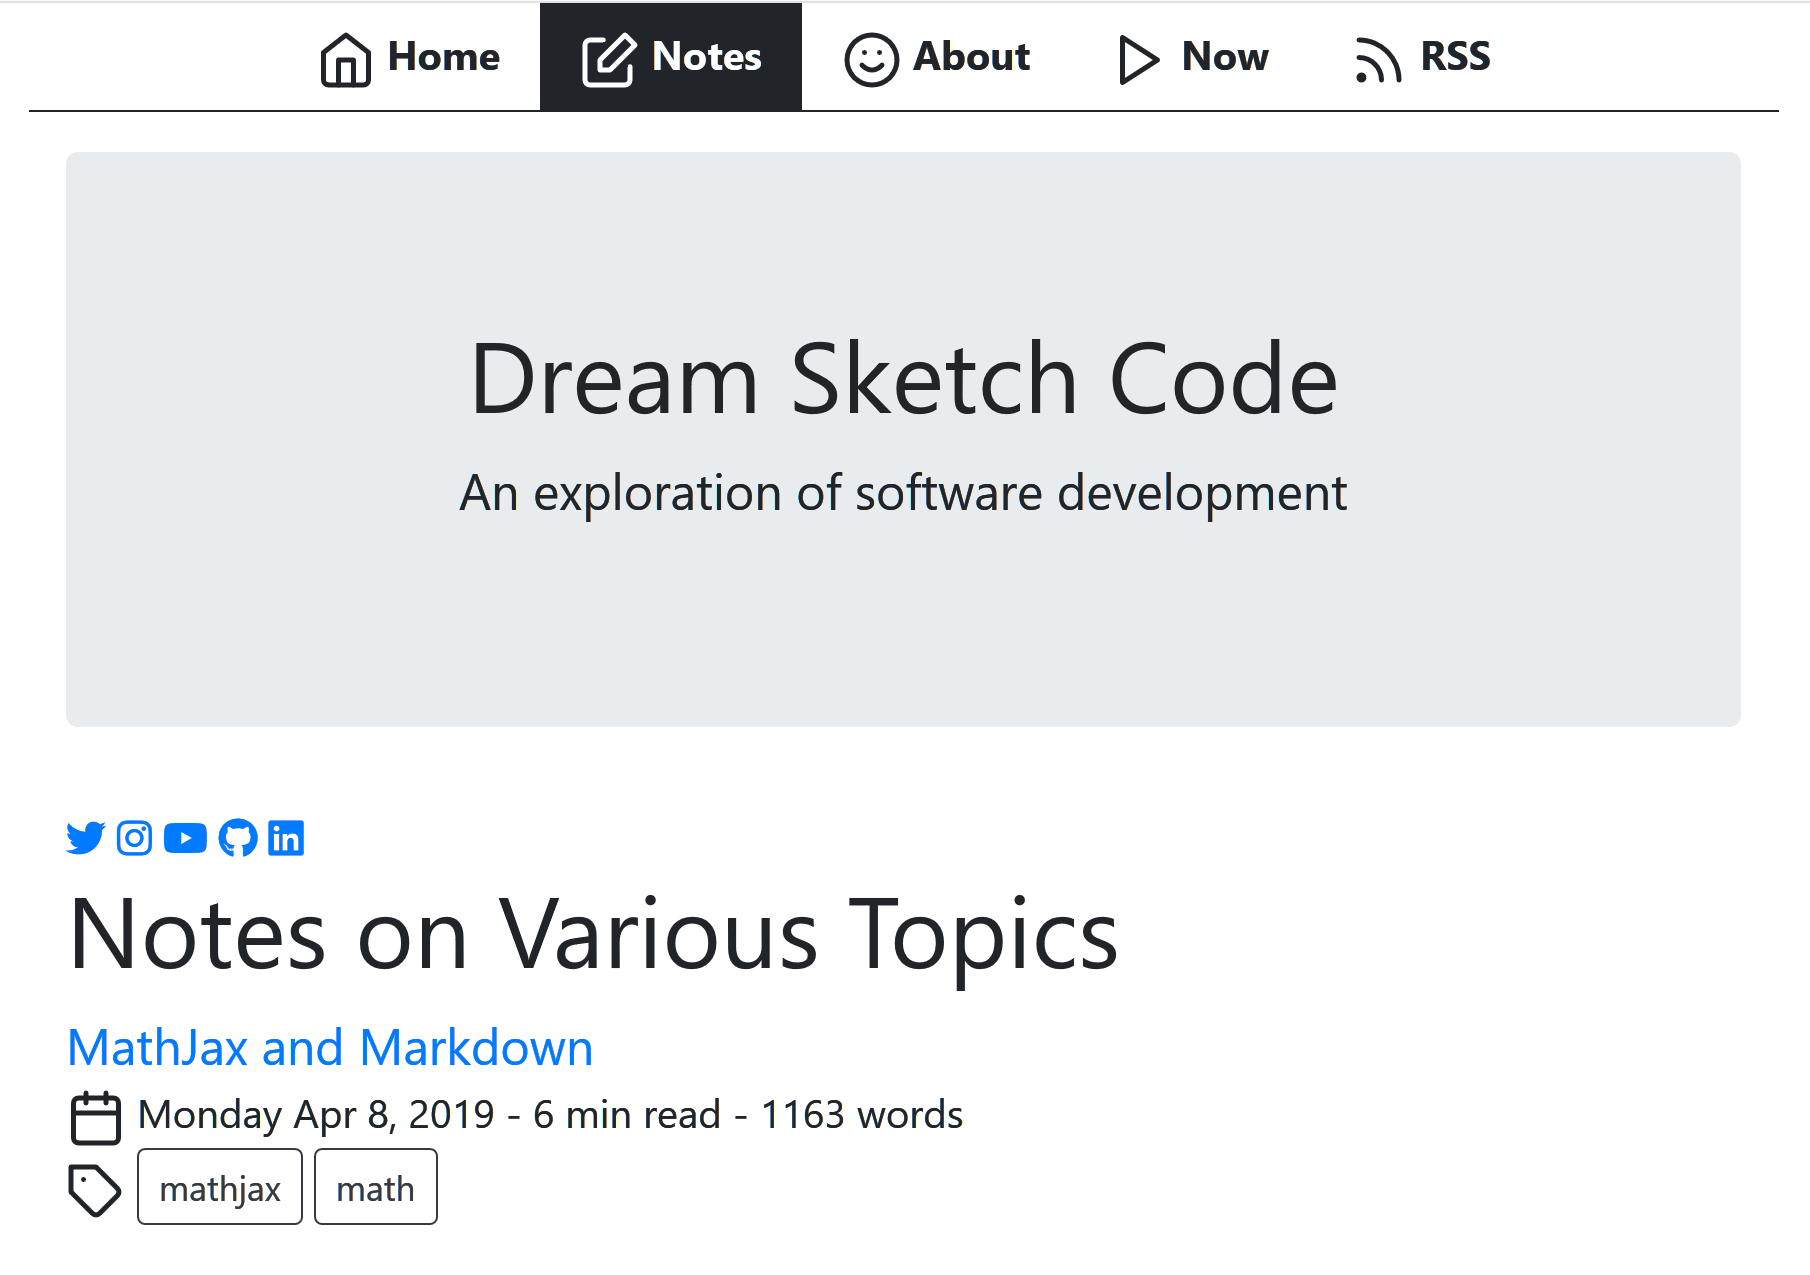 Home Notes About Now RSS
Dream Sketch Code
An exploration of software development
Notes on Various Topics
MathJax and Markdown
Monday Apr 8, 2019 - 6 min read - 1163 words
mathjax math